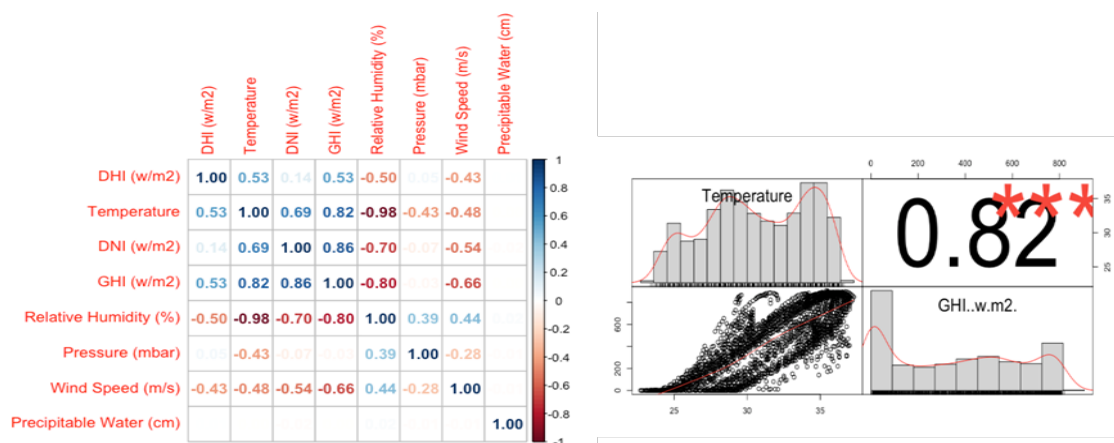 DHI (w/m2) Temperature DNI (w/m2) GHI (w/m2) Relative Humidity (%) Pressure (mbar) Wind Speed (m/s) Precipitable Water (cm)
DHI (w/m2) 1.00 0.53 0.14 0.53 -0.50 0.05 -0.43
Temperature 0.53 1.00 0.69 0.82 -0.98 -0.43 -0.48
DNI (w/m2) 0.14 0.69 1.00 0.86 -0.70 -0.07 -0.54
GHI (w/m2) 0.53 0.82 0.86 1.00 -0.80 -0.66
Relative Humidity (%) -0.50 -0.98 -0.70 -0.80 1.00 0.39 0.44
Pressure (mbar) 0.05 -0.43 -0.07 0.39 1.00 -0.28
Wind Speed (m/s) -0.43 -0.48 -0.54 -0.66 0.44 -0.28 1.00
Precipitable Water (cm) 1.00
1
0.8
0.6
0.4
0.2
0
-0.2
-0.4
-0.6
-0.8
-1
0 200 400 600 800
Temperature
0.82
***
35
30
25
600
400
200
0
GHI..w.m2.
25 30 35